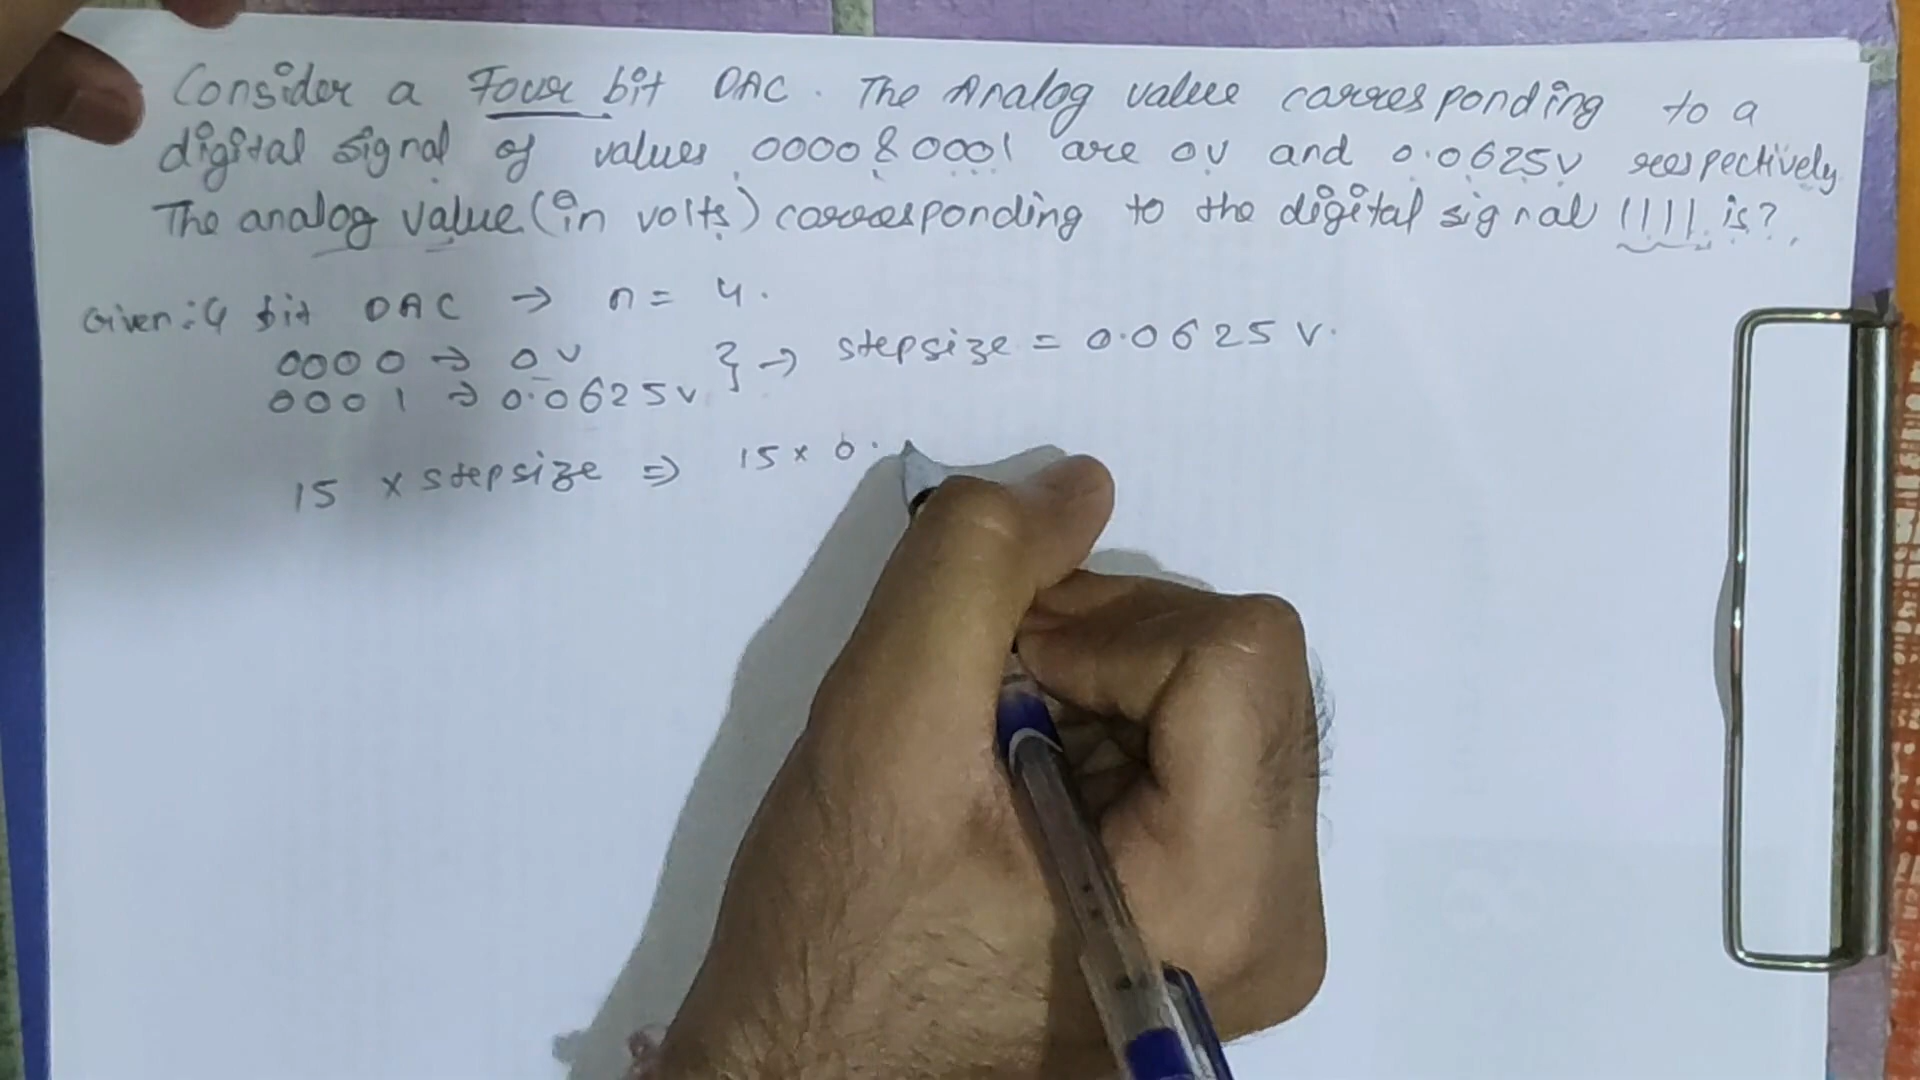 Consider a Four bit DAC. The Analog value corresponding to a
digital signal of values 0000 & 0001 are 0V and 0.0625V respectively.
The analog value (in volts) corresponding to the digital signal 1111 is?
Given: 4 bit DAC → n = 4.
0000 → 0V
0001 → 0.0625V } → stepsize = 0.0625 V.
15 × stepsize ⇒ 15 × 0.